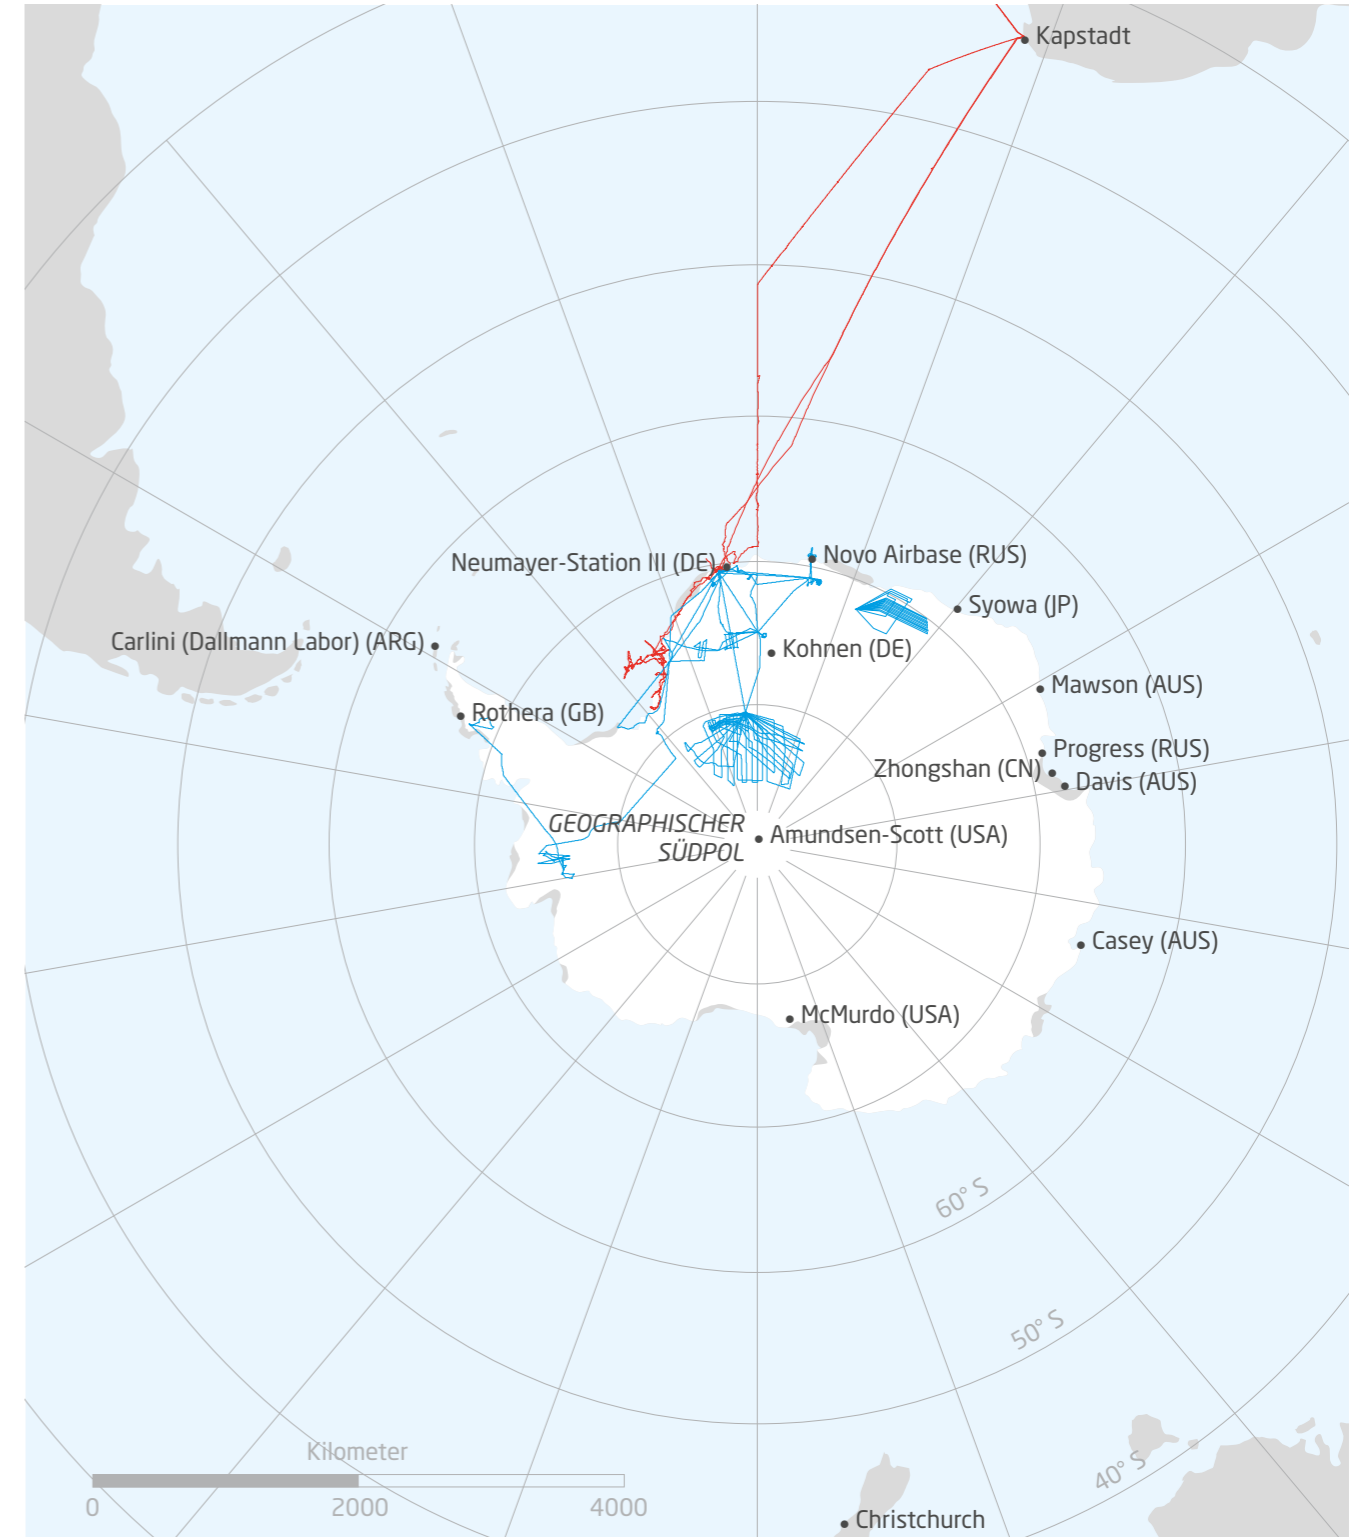 Kapstadt
Neumayer-Station III (DE)
Novo Airbase (RUS)
Syowa (JP)
Carlini (Dallmann Labor) (ARG)
Kohnen (DE)
Mawson (AUS)
Rothera (GB)
Progress (RUS)
Zhongshan (CN)
Davis (AUS)
GEOGRAPHISCHER
SÜDPOL
Amundsen-Scott (USA)
Casey (AUS)
McMurdo (USA)
60° S
50° S
40° S
Kilometer
0 2000 4000
Christchurch